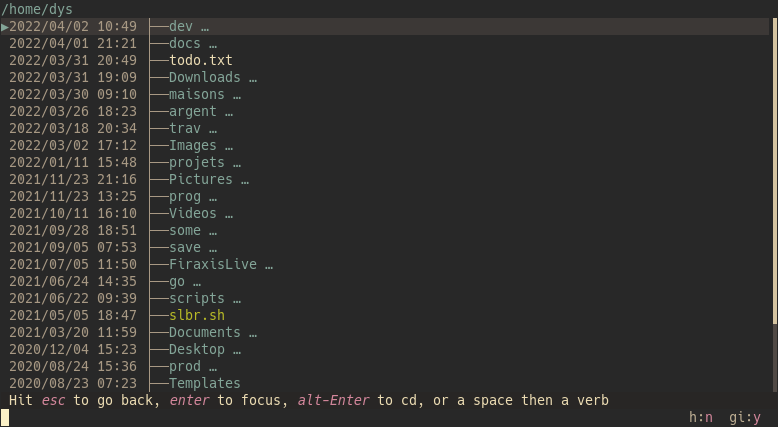 /home/dys
▶2022/04/02 10:49 ├──dev …
2022/04/01 21:21 ├──docs …
2022/03/31 20:49 ├──todo.txt
2022/03/31 19:09 ├──Downloads …
2022/03/30 09:10 ├──maisons …
2022/03/26 18:23 ├──argent …
2022/03/18 20:34 ├──trav …
2022/03/02 17:12 ├──Images …
2022/01/11 15:48 ├──projets …
2021/11/23 21:16 ├──Pictures …
2021/11/23 13:25 ├──prog …
2021/10/11 16:10 ├──Videos …
2021/09/28 18:51 ├──some …
2021/09/05 07:53 ├──save …
2021/07/05 11:50 ├──FiraxisLive …
2021/06/24 14:35 ├──go …
2021/06/22 09:39 ├──scripts …
2021/05/05 18:47 ├──slbr.sh
2021/03/20 11:59 ├──Documents …
2020/12/04 15:23 ├──Desktop …
2020/08/24 15:36 ├──prod …
2020/08/23 07:23 ├──Templates
Hit esc to go back, enter to focus, alt-Enter to cd, or a space then a verb
h:n gi:y